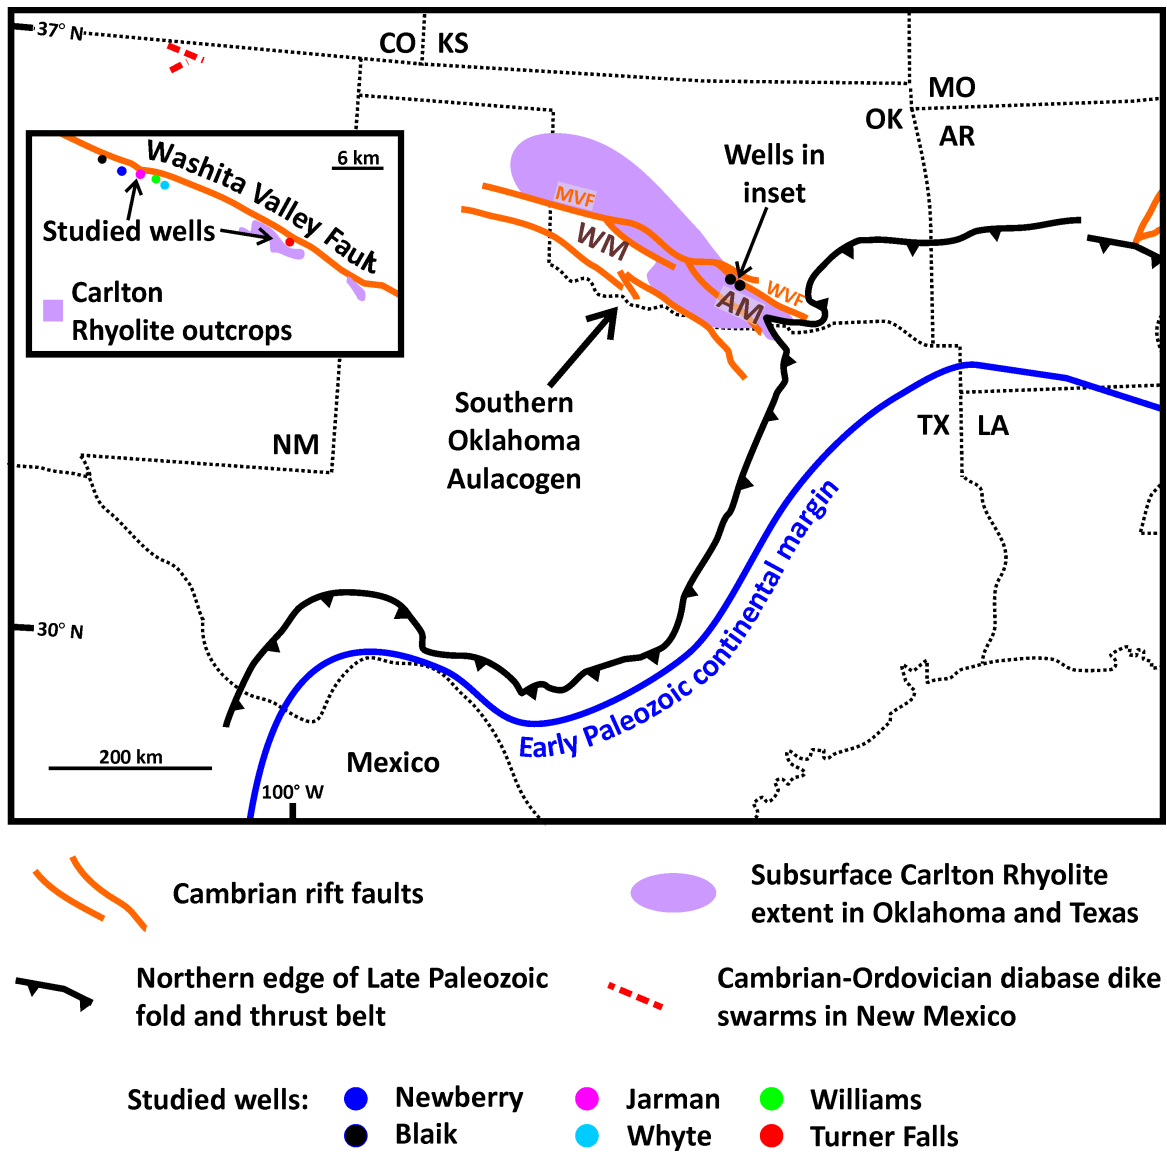 37° N
CO
KS
MO
OK
AR
Washita Valley Fault
6 km
Studied wells
Carlton
Rhyolite outcrops
Wells in
inset
MVF
WM
WVF
AM
Southern
Oklahoma
Aulacogen
NM
TX
LA
Early Paleozoic continental margin
30° N
200 km
100° W
Mexico
Cambrian rift faults
Subsurface Carlton Rhyolite
extent in Oklahoma and Texas
Northern edge of Late Paleozoic
fold and thrust belt
Cambrian-Ordovician diabase dike
swarms in New Mexico
Studied wells:
Newberry
Jarman
Williams
Blaik
Whyte
Turner Falls